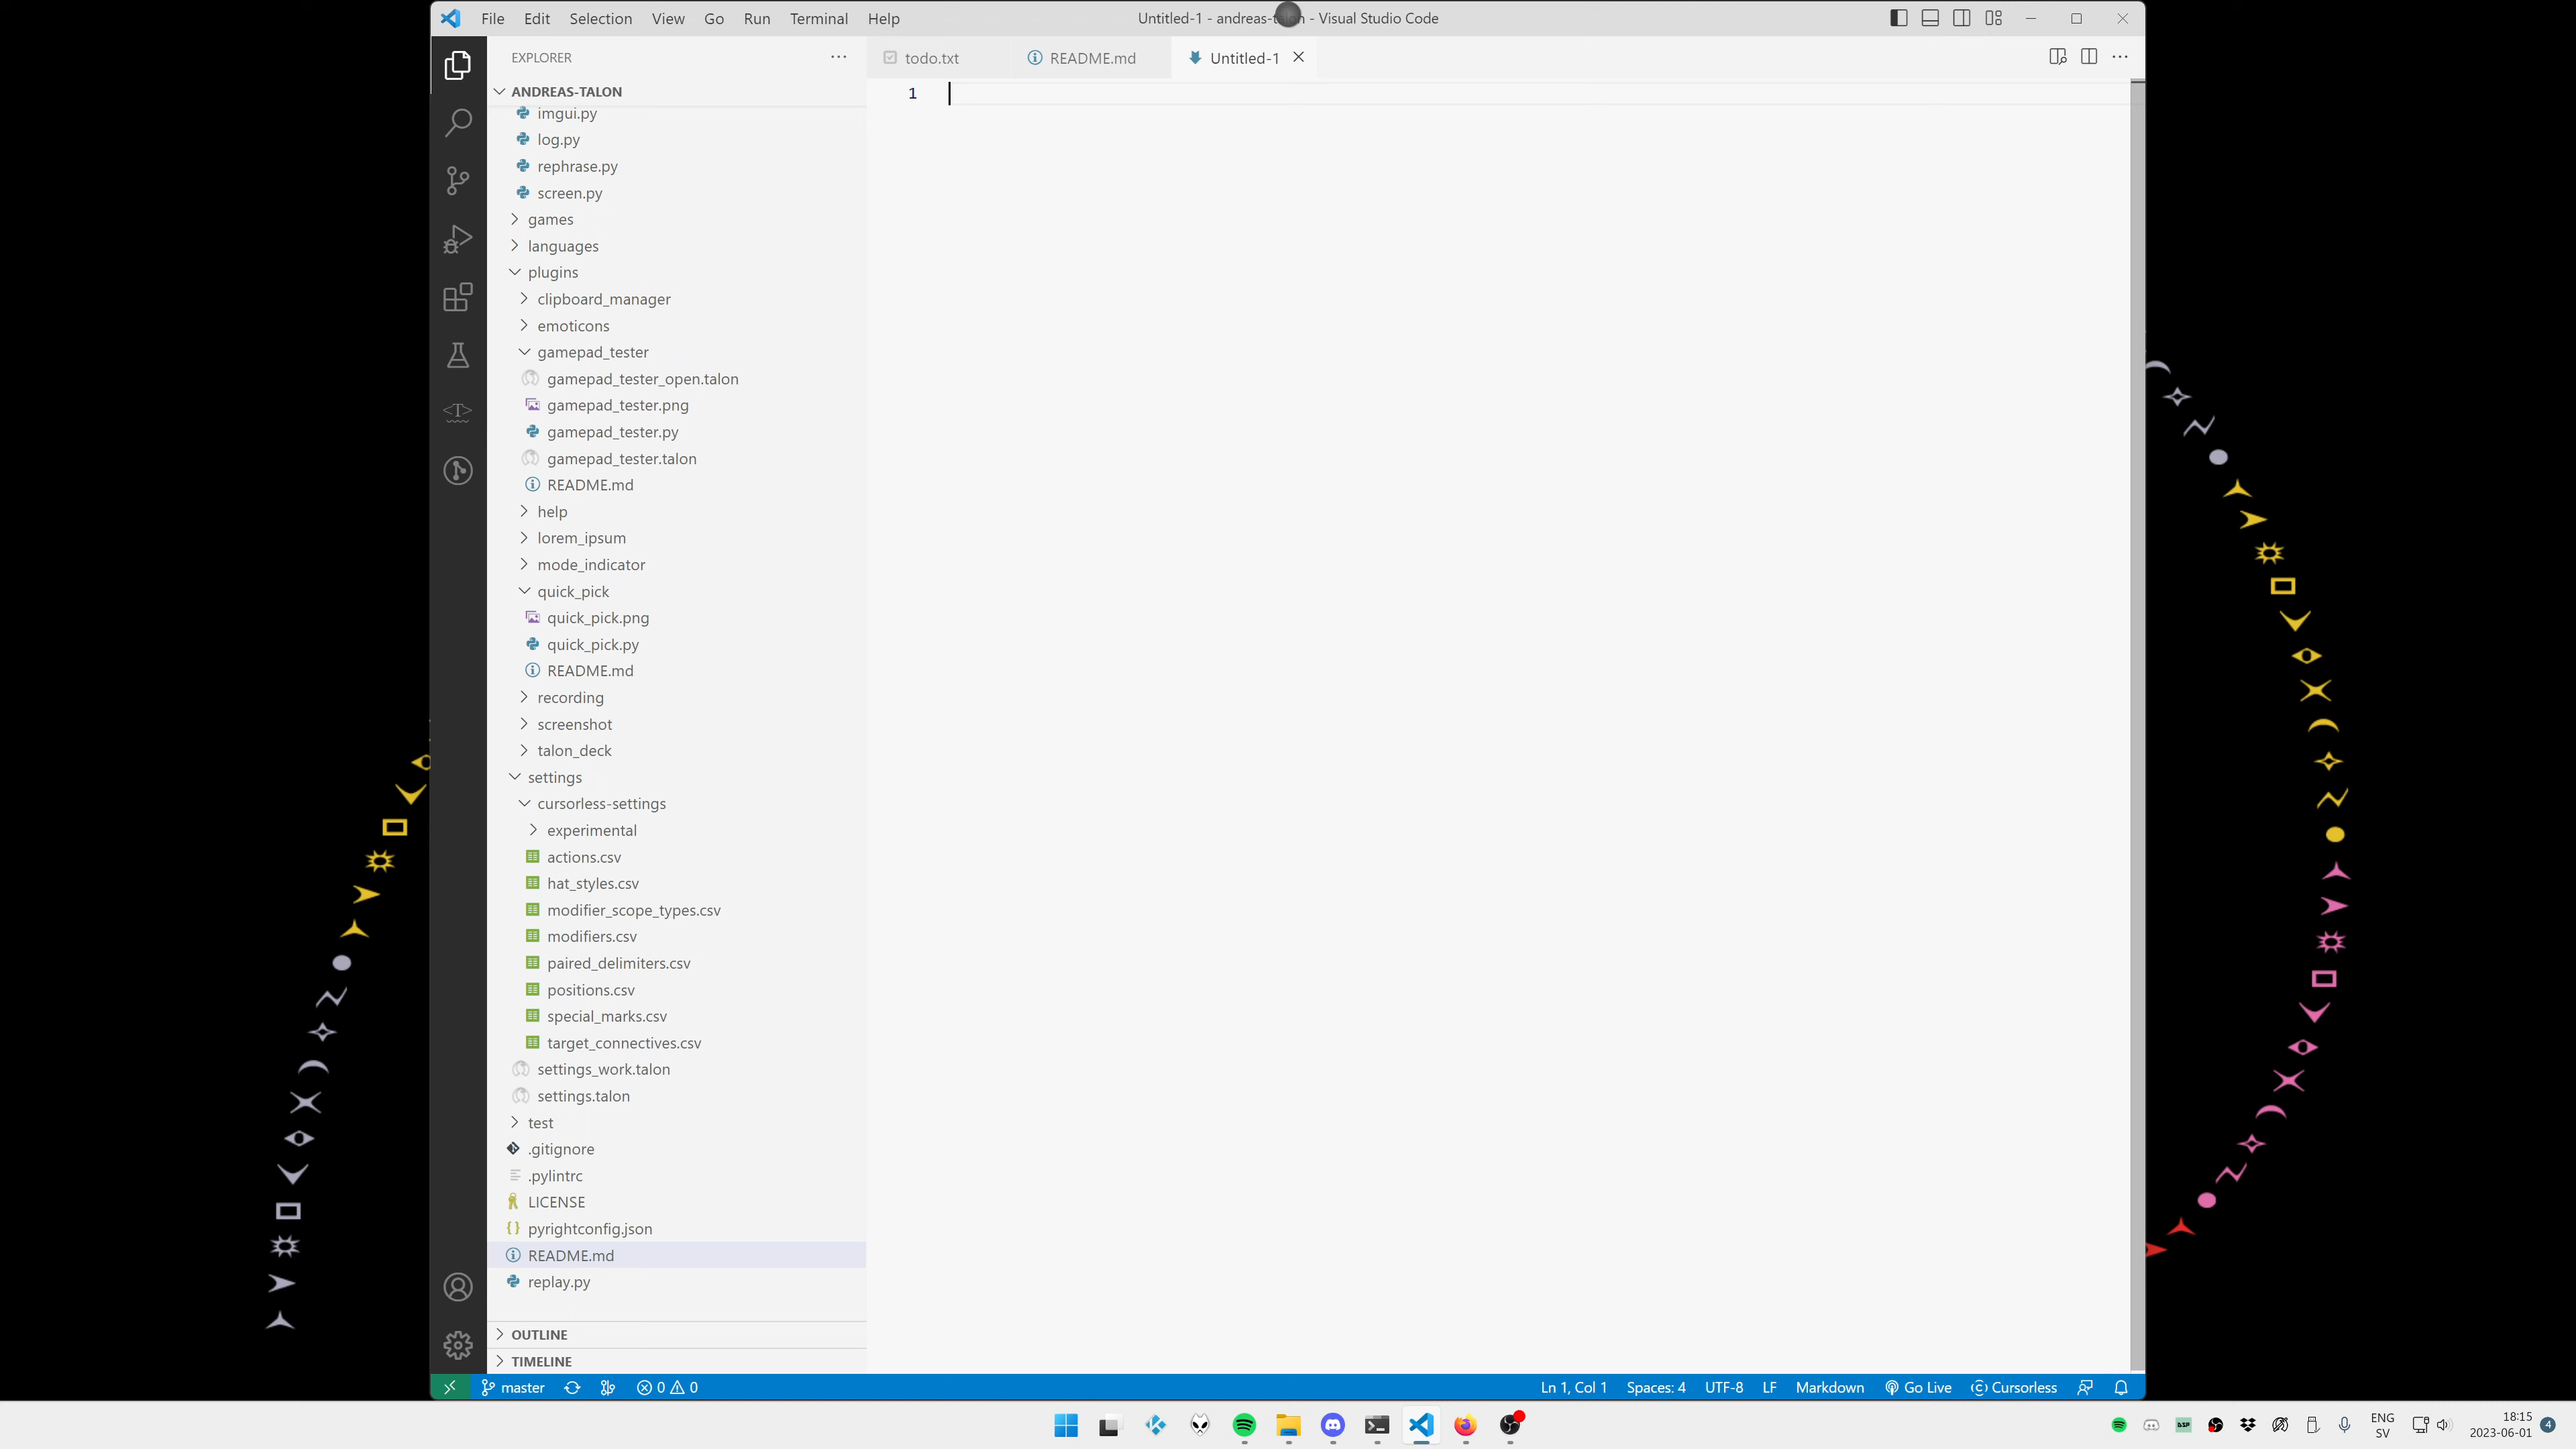 File Edit Selection View Go Run Terminal Help
Untitled-1 - andreas-talon - Visual Studio Code
EXPLORER
todo.txt
README.md
Untitled-1
ANDREAS-TALON
1
imgui.py
log.py
rephrase.py
screen.py
games
languages
plugins
clipboard_manager
emoticons
gamepad_tester
gamepad_tester_open.talon
gamepad_tester.png
gamepad_tester.py
gamepad_tester.talon
README.md
help
lorem_ipsum
mode_indicator
quick_pick
quick_pick.png
quick_pick.py
README.md
recording
screenshot
talon_deck
settings
cursorless-settings
experimental
actions.csv
hat_styles.csv
modifier_scope_types.csv
modifiers.csv
paired_delimiters.csv
positions.csv
special_marks.csv
target_connectives.csv
settings_work.talon
settings.talon
test
.gitignore
.pylintrc
LICENSE
pyrightconfig.json
README.md
replay.py
OUTLINE
TIMELINE
master 0 0 Ln 1, Col 1 Spaces: 4 UTF-8 LF Markdown Go Live Cursorless
ENG
SV
18:15
2023-06-01
4